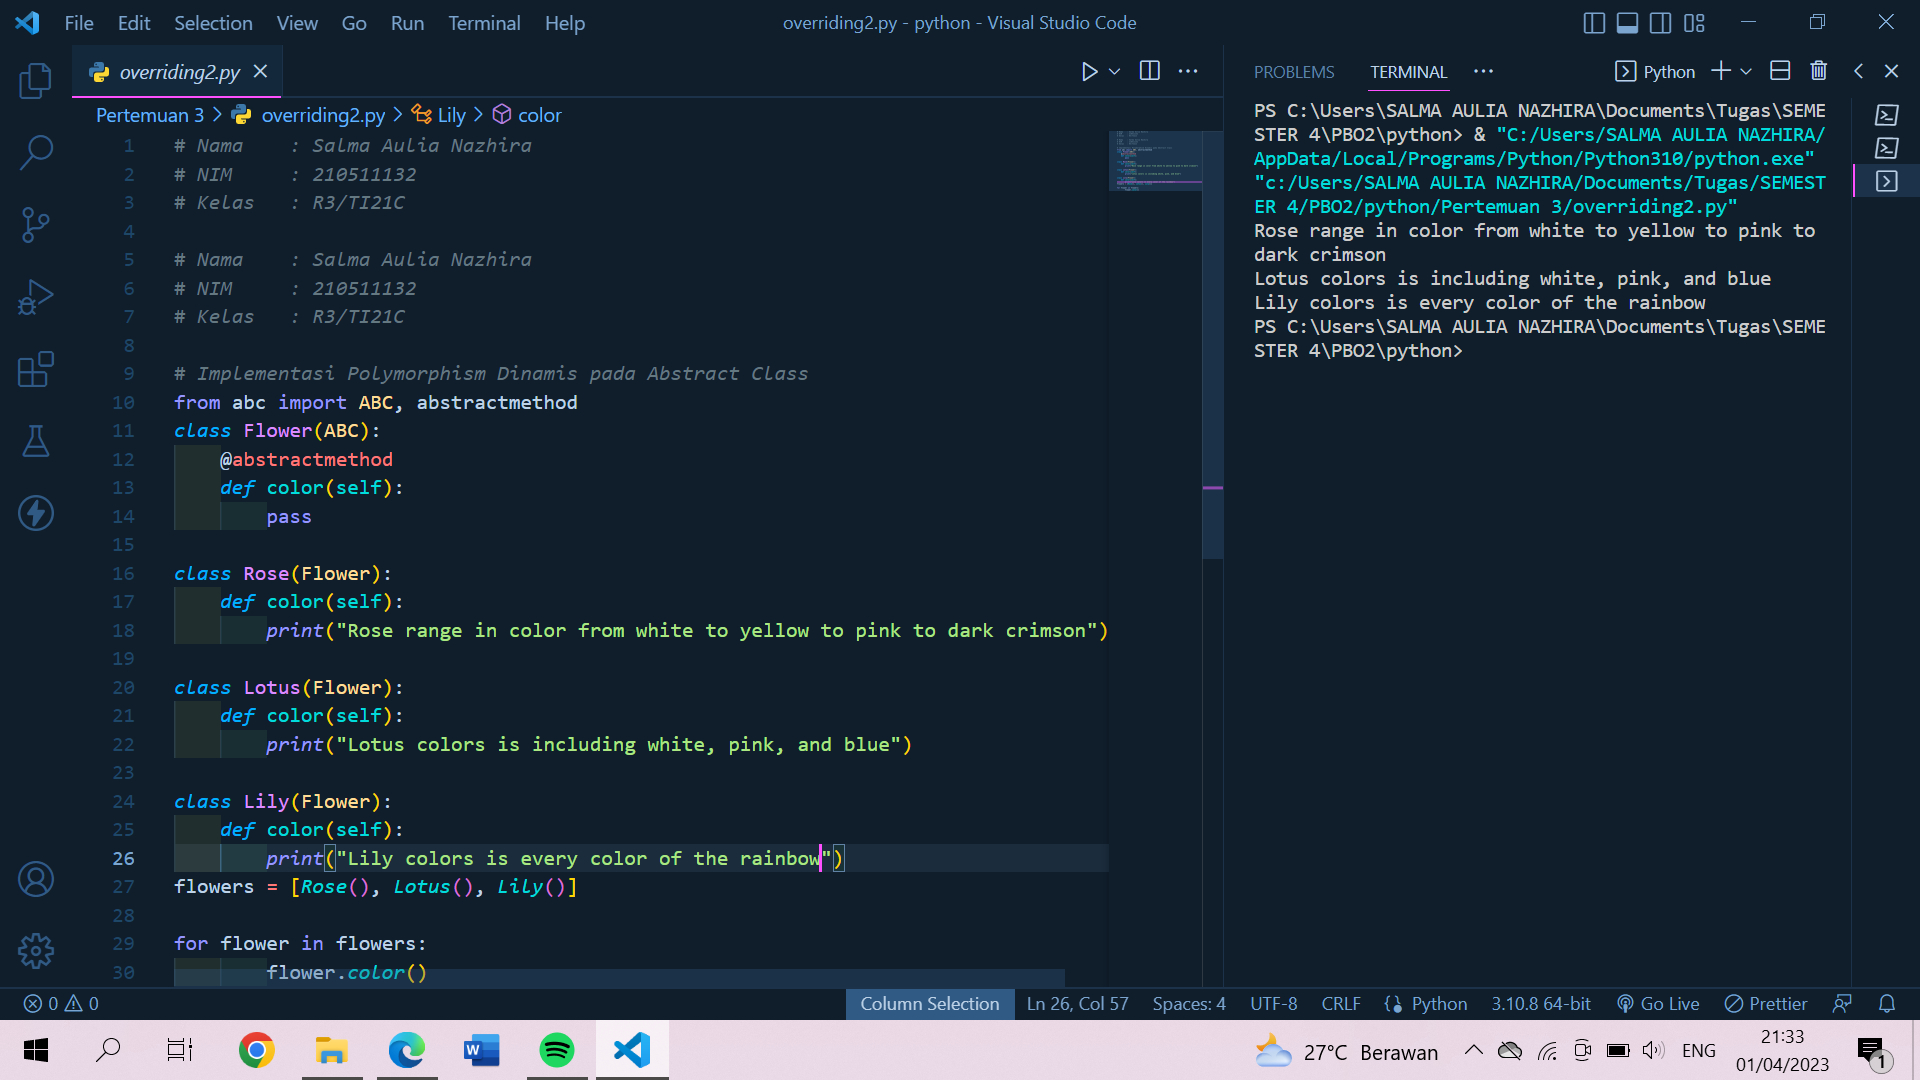 File Edit Selection View Go Run Terminal Help
overriding2.py - python - Visual Studio Code
overriding2.py
Pertemuan 3 > overriding2.py > Lily > color
1 # Nama    : Salma Aulia Nazhira
2 # NIM     : 210511132
3 # Kelas   : R3/TI21C
4
5 # Nama    : Salma Aulia Nazhira
6 # NIM     : 210511132
7 # Kelas   : R3/TI21C
8
9 # Implementasi Polymorphism Dinamis pada Abstract Class
10 from abc import ABC, abstractmethod
11 class Flower(ABC):
12     @abstractmethod
13     def color(self):
14         pass
15
16 class Rose(Flower):
17     def color(self):
18         print("Rose range in color from white to yellow to pink to dark crimson")
19
20 class Lotus(Flower):
21     def color(self):
22         print("Lotus colors is including white, pink, and blue")
23
24 class Lily(Flower):
25     def color(self):
26         print("Lily colors is every color of the rainbow")
27 flowers = [Rose(), Lotus(), Lily()]
28
29 for flower in flowers:
30         flower.color()
PROBLEMS TERMINAL ··· Python
PS C:\Users\SALMA AULIA NAZHIRA\Documents\Tugas\SEME
STER 4\PBO2\python> & "C:/Users/SALMA AULIA NAZHIRA/
AppData/Local/Programs/Python/Python310/python.exe"
"c:/Users/SALMA AULIA NAZHIRA/Documents/Tugas/SEMEST
ER 4/PBO2/python/Pertemuan 3/overriding2.py"
Rose range in color from white to yellow to pink to
dark crimson
Lotus colors is including white, pink, and blue
Lily colors is every color of the rainbow
PS C:\Users\SALMA AULIA NAZHIRA\Documents\Tugas\SEME
STER 4\PBO2\python>
0 0 Column Selection Ln 26, Col 57 Spaces: 4 UTF-8 CRLF Python 3.10.8 64-bit Go Live Prettier
W 27°C Berawan ENG 21:33
01/04/2023
1